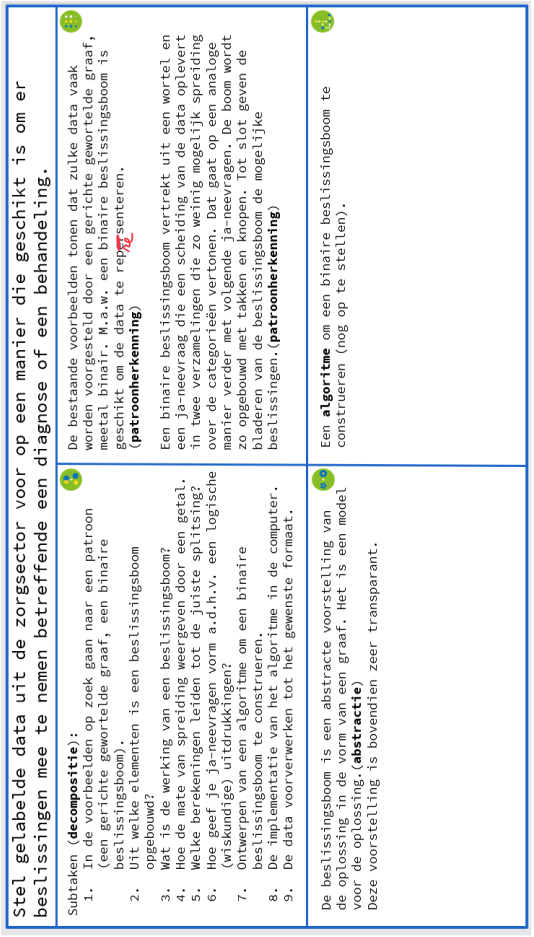 Stel gelabelde data uit de zorgsector voor op een manier die geschikt is om er
beslissingen mee te nemen betreffende een diagnose of een behandeling.
Subtaken (decompositie):
1. In de voorbeelden op zoek gaan naar een patroon
(een gerichte gewortelde graaf, een binaire
beslissingsboom).
2. Uit welke elementen is een beslissingsboom
opgebouwd?
3. Wat is de werking van een beslissingsboom?
4. Hoe de mate van spreiding weergeven door een getal.
5. Welke berekeningen leiden tot de juiste splitsing?
6. Hoe geef je ja-neevragen vorm a.d.h.v. een logische
(wiskundige) uitdrukkingen?
7. Ontwerpen van een algoritme om een binaire
beslissingsboom te construeren.
8. De implementatie van het algoritme in de computer.
9. De data voorverwerken tot het gewenste formaat.
De bestaande voorbeelden tonen dat zulke data vaak
worden voorgesteld door een gerichte gewortelde graaf,
meetal binair. M.a.w. een binaire beslissingsboom is
geschikt om de data te repersenteren.
re
(patroonherkenning)
Een binaire beslissingsboom vertrekt uit een wortel en
een ja-neevraag die een scheiding van de data oplevert
in twee verzamelingen die zo weinig mogelijk spreiding
over de categorieën vertonen. Dat gaat op een analoge
manier verder met volgende ja-neevragen. De boom wordt
zo opgebouwd met takken en knopen. Tot slot geven de
bladeren van de beslissingsboom de mogelijke
beslissingen.(patroonherkenning)
De beslissingsboom is een abstracte voorstelling van
de oplossing in de vorm van een graaf. Het is een model
voor de oplossing.(abstractie)
Deze voorstelling is bovendien zeer transparant.
Een algoritme om een binaire beslissingsboom te
construeren (nog op te stellen).